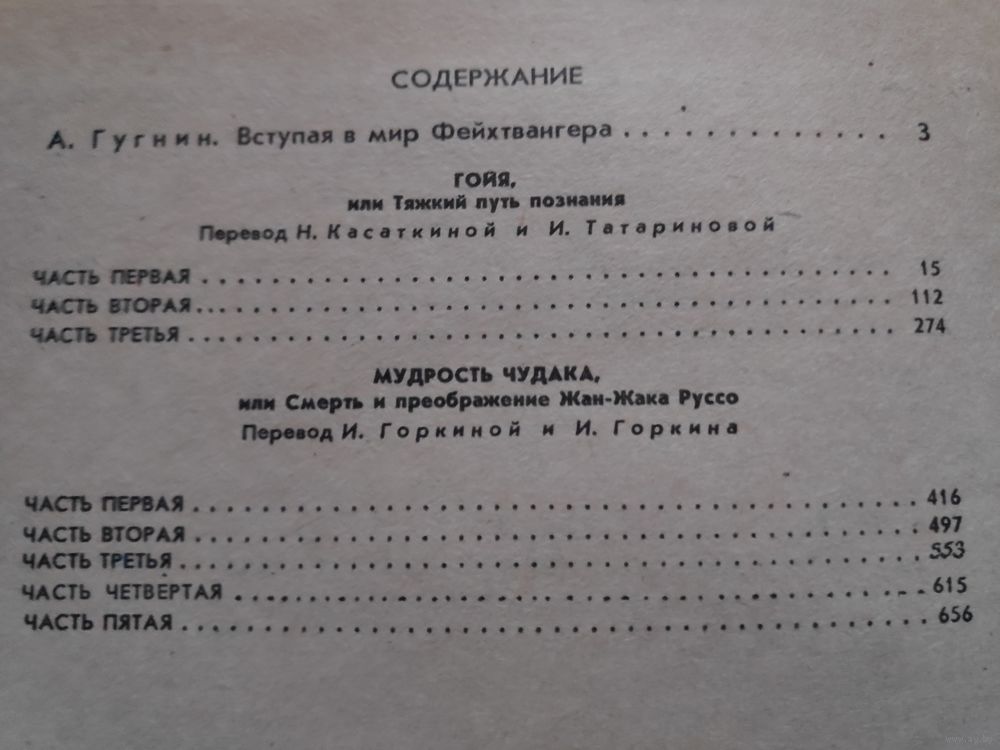 СОДЕРЖАНИЕ
А. Гугнин. Вступая в мир Фейхтвангера . . . . . . . . . . . . . 3
ГОЙЯ,
или Тяжкий путь познания
Перевод Н. Касаткиной и И. Татариновой
ЧАСТЬ ПЕРВАЯ . . . . . . . . . . . . . . . . . . . . . . . . . . . . . 15
ЧАСТЬ ВТОРАЯ . . . . . . . . . . . . . . . . . . . . . . . . . . . . . 112
ЧАСТЬ ТРЕТЬЯ . . . . . . . . . . . . . . . . . . . . . . . . . . . . . 274
МУДРОСТЬ ЧУДАКА,
или Смерть и преображение Жан-Жака Руссо
Перевод И. Горкиной и И. Горкина
ЧАСТЬ ПЕРВАЯ . . . . . . . . . . . . . . . . . . . . . . . . . . . . . 416
ЧАСТЬ ВТОРАЯ . . . . . . . . . . . . . . . . . . . . . . . . . . . . . 497
ЧАСТЬ ТРЕТЬЯ . . . . . . . . . . . . . . . . . . . . . . . . . . . . . 553
ЧАСТЬ ЧЕТВЕРТАЯ . . . . . . . . . . . . . . . . . . . . . . . . . . . 615
ЧАСТЬ ПЯТАЯ . . . . . . . . . . . . . . . . . . . . . . . . . . . . . 656